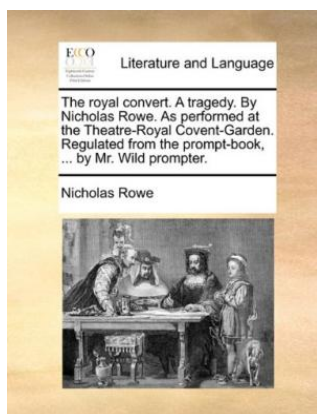 ECCO
Literature and Language
The royal convert. A tragedy. By
Nicholas Rowe. As performed at
the Theatre-Royal Covent-Garden.
Regulated from the prompt-book,
... by Mr. Wild prompter.
Nicholas Rowe